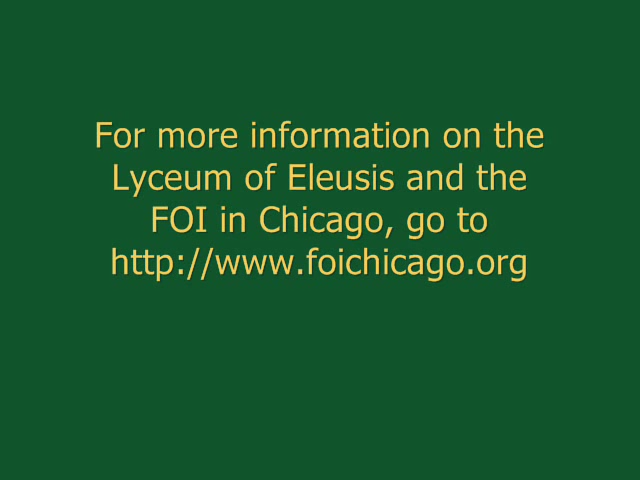 For more information on the
Lyceum of Eleusis and the
FOI in Chicago, go to
http://www.foichicago.org